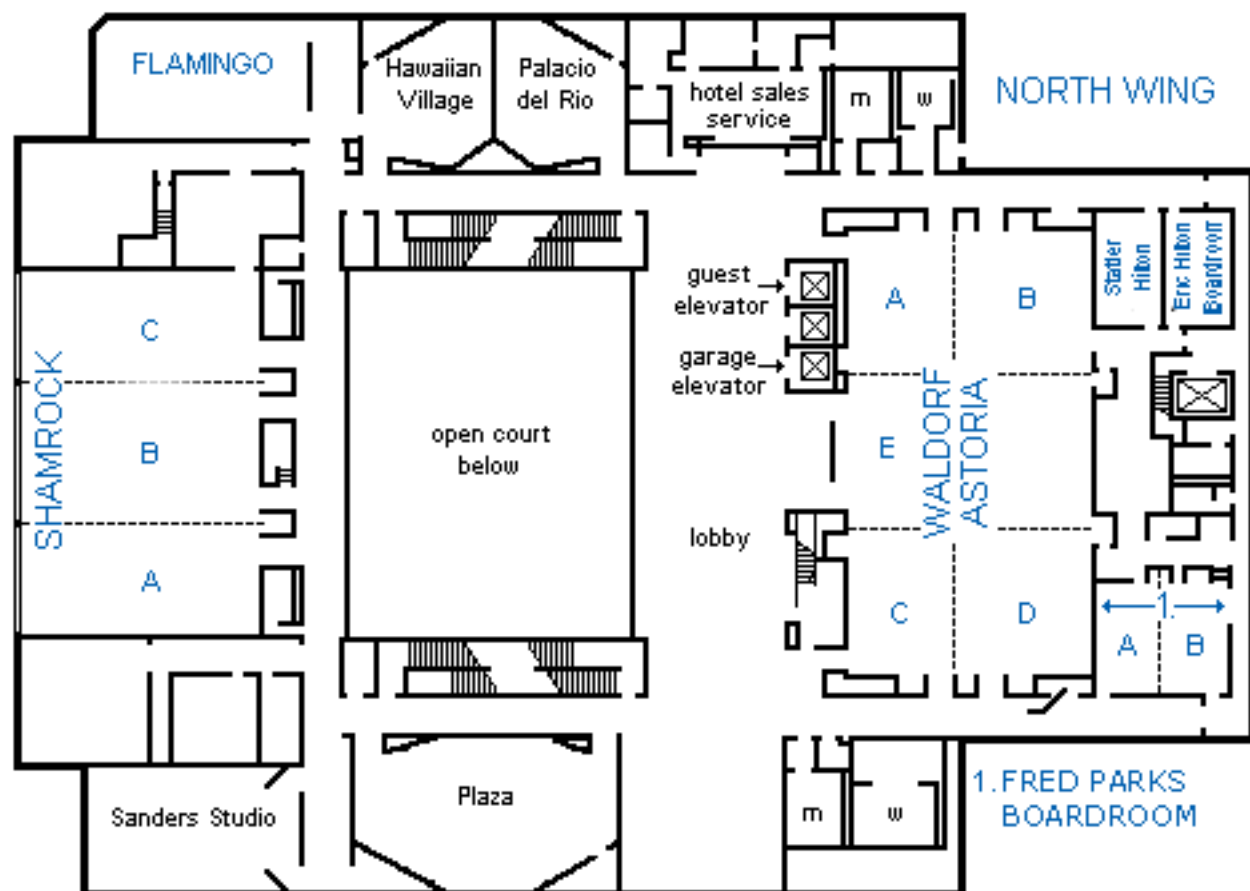 FLAMINGO
Hawaiian
Village
Palacio
del Rio
hotel sales
service
m
w
NORTH WING
guest
elevator
garage
elevator
A
B
Statler
Hilton
Eric Hilton
Boardroom
C
SHAMROCK
B
A
open court
below
E
WALDORF
ASTORIA
lobby
C
D
1.
A
B
Sanders Studio
Plaza
m
w
1.FRED PARKS
BOARDROOM